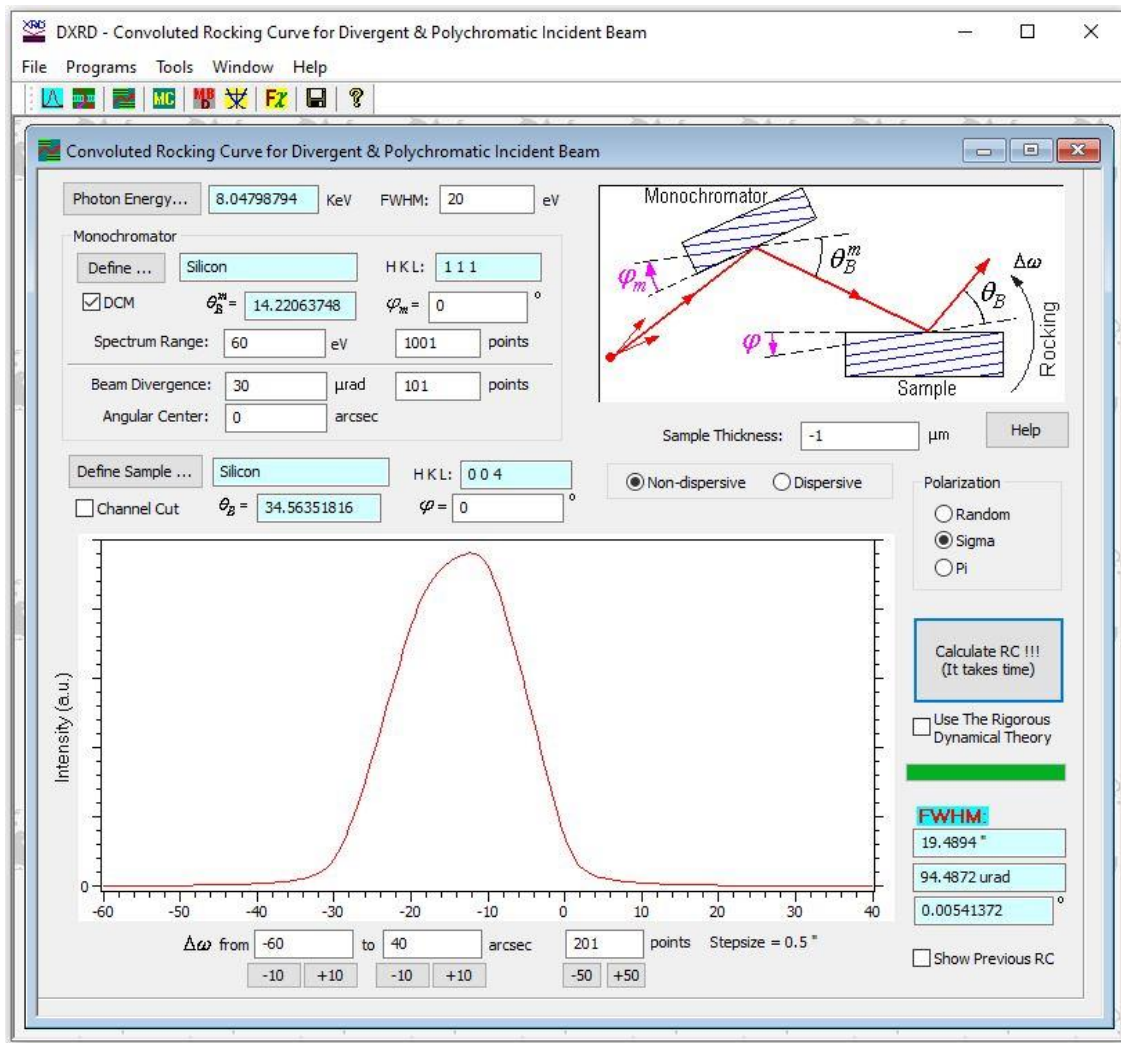 DXRD - Convoluted Rocking Curve for Divergent & Polychromatic Incident Beam
File Programs Tools Window Help
MC MB D Fχ ?
Convoluted Rocking Curve for Divergent & Polychromatic Incident Beam
Photon Energy... 8.04798794 KeV FWHM: 20 eV
Monochromator
Define ... Silicon H K L: 1 1 1
DCM θ_B^m = 14.22063748 φ_m = 0 °
Spectrum Range: 60 eV 1001 points
Beam Divergence: 30 µrad 101 points
Angular Center: 0 arcsec
Monochromator
φ_m θ_B^m Δω
θ_B
φ
Rocking
Sample
Sample Thickness: -1 µm Help
Define Sample ... Silicon H K L: 0 0 4
Channel Cut θ_B = 34.56351816 φ = 0 °
Non-dispersive Dispersive
Polarization
Random
Sigma
Pi
Calculate RC !!!
(It takes time)
Use The Rigorous
Dynamical Theory
FWHM:
19.4894 "
94.4872 urad
0.00541372 °
Show Previous RC
Intensity (a.u.)
0
-60 -50 -40 -30 -20 -10 0 10 20 30 40
Δω from -60 to 40 arcsec 201 points Stepsize = 0.5 "
-10 +10 -10 +10 -50 +50